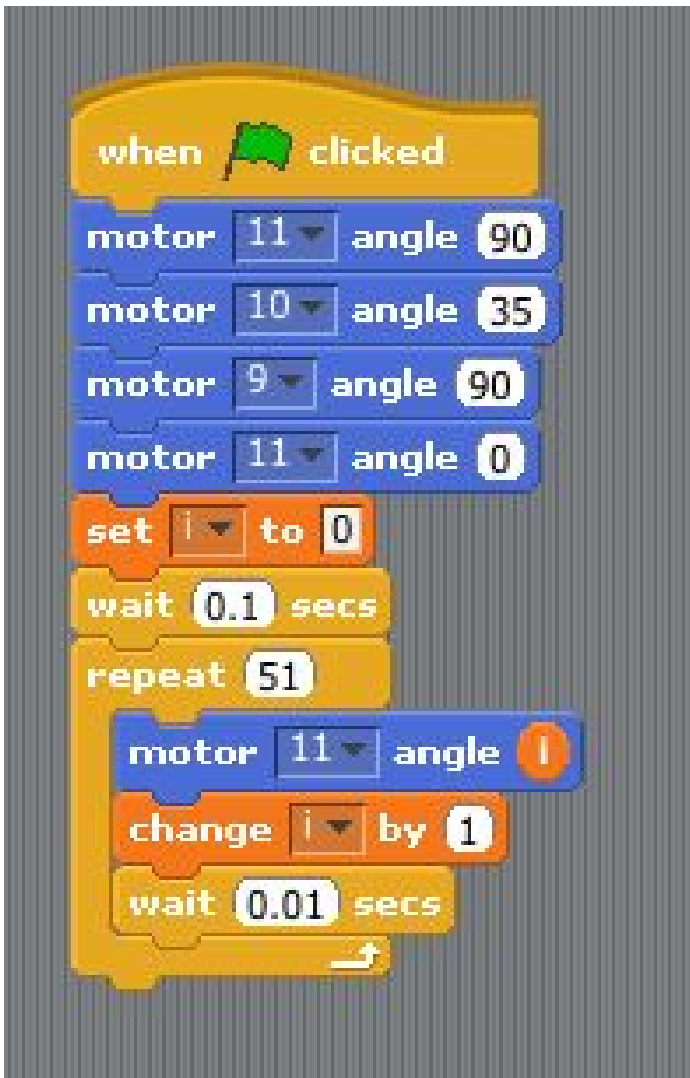 when clicked
motor 11 angle 90
motor 10 angle 35
motor 9 angle 90
motor 11 angle 0
set i to 0
wait 0.1 secs
repeat 51
motor 11 angle i
change i by 1
wait 0.01 secs